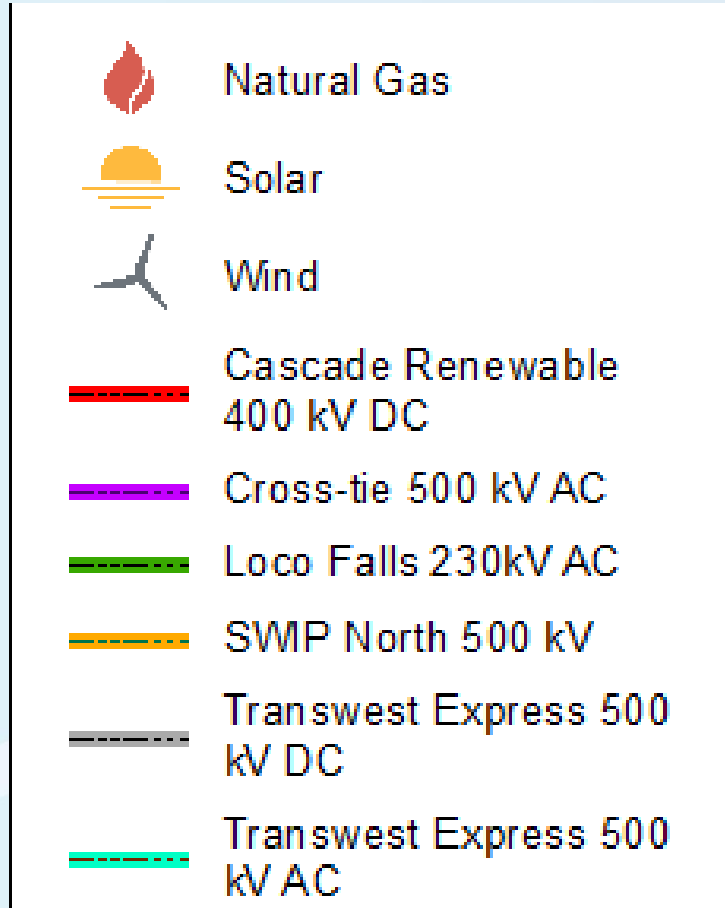 Natural Gas
Solar
Wind
Cascade Renewable
400 kV DC
Cross-tie 500 kV AC
Loco Falls 230kV AC
SWIP North 500 kV
Transwest Express 500
kV DC
Transwest Express 500
kV AC